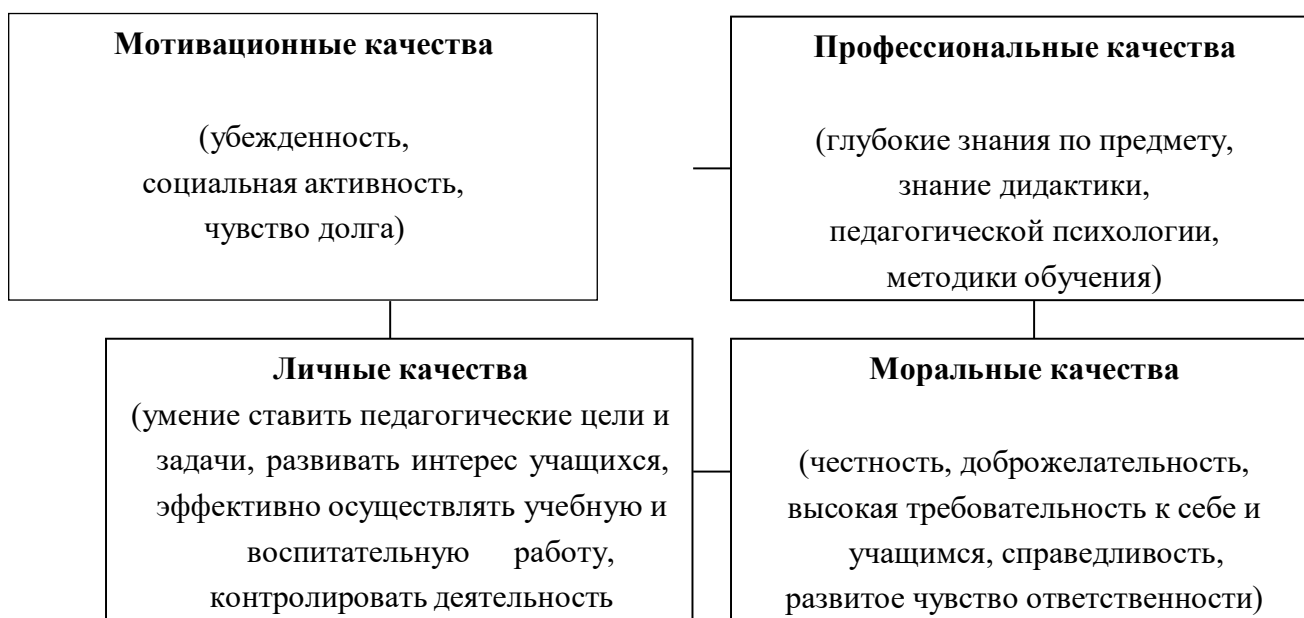 Мотивационные качества
(убежденность,
социальная активность,
чувство долга)
Профессиональные качества
(глубокие знания по предмету,
знание дидактики,
педагогической психологии,
методики обучения)
Личные качества
(умение ставить педагогические цели и
задачи, развивать интерес учащихся,
эффективно осуществлять учебную и
воспитательную работу,
контролировать деятельность
Моральные качества
(честность, доброжелательность,
высокая требовательность к себе и
учащимся, справедливость,
развитое чувство ответственности)